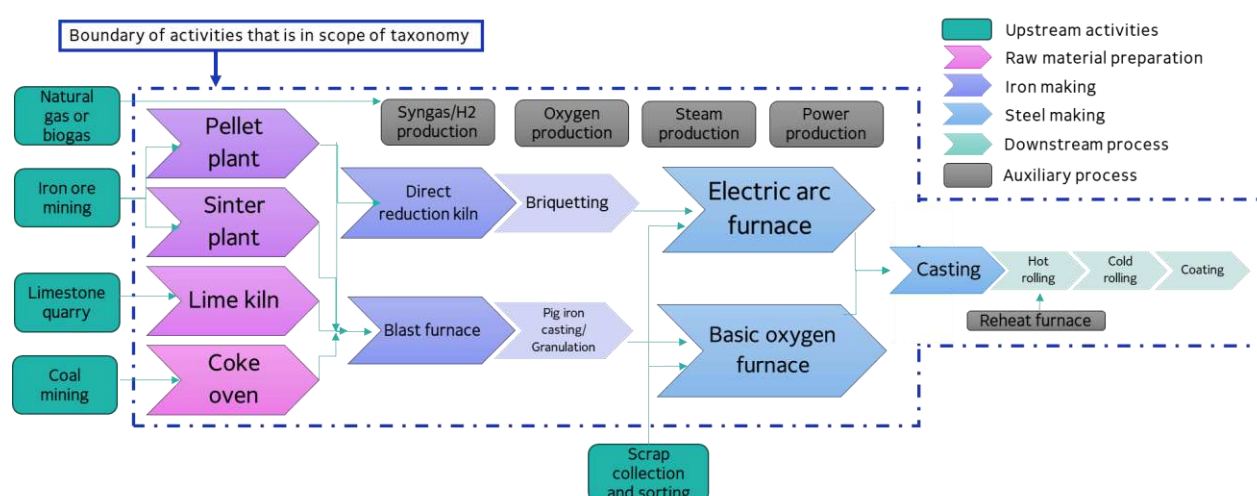 Boundary of activities that is in scope of taxonomy
Upstream activities
Raw material preparation
Iron making
Steel making
Downstream process
Auxiliary process
Natural
gas or
biogas
Iron ore
mining
Limestone
quarry
Coal
mining
Pellet
plant
Sinter
plant
Lime kiln
Coke
oven
Syngas/H2
production
Oxygen
production
Steam
production
Power
production
Direct
reduction kiln
Briquetting
Blast furnace
Pig iron
casting/
Granulation
Electric arc
furnace
Basic oxygen
furnace
Casting
Hot
rolling
Cold
rolling
Coating
Reheat furnace
Scrap
collection
and sorting